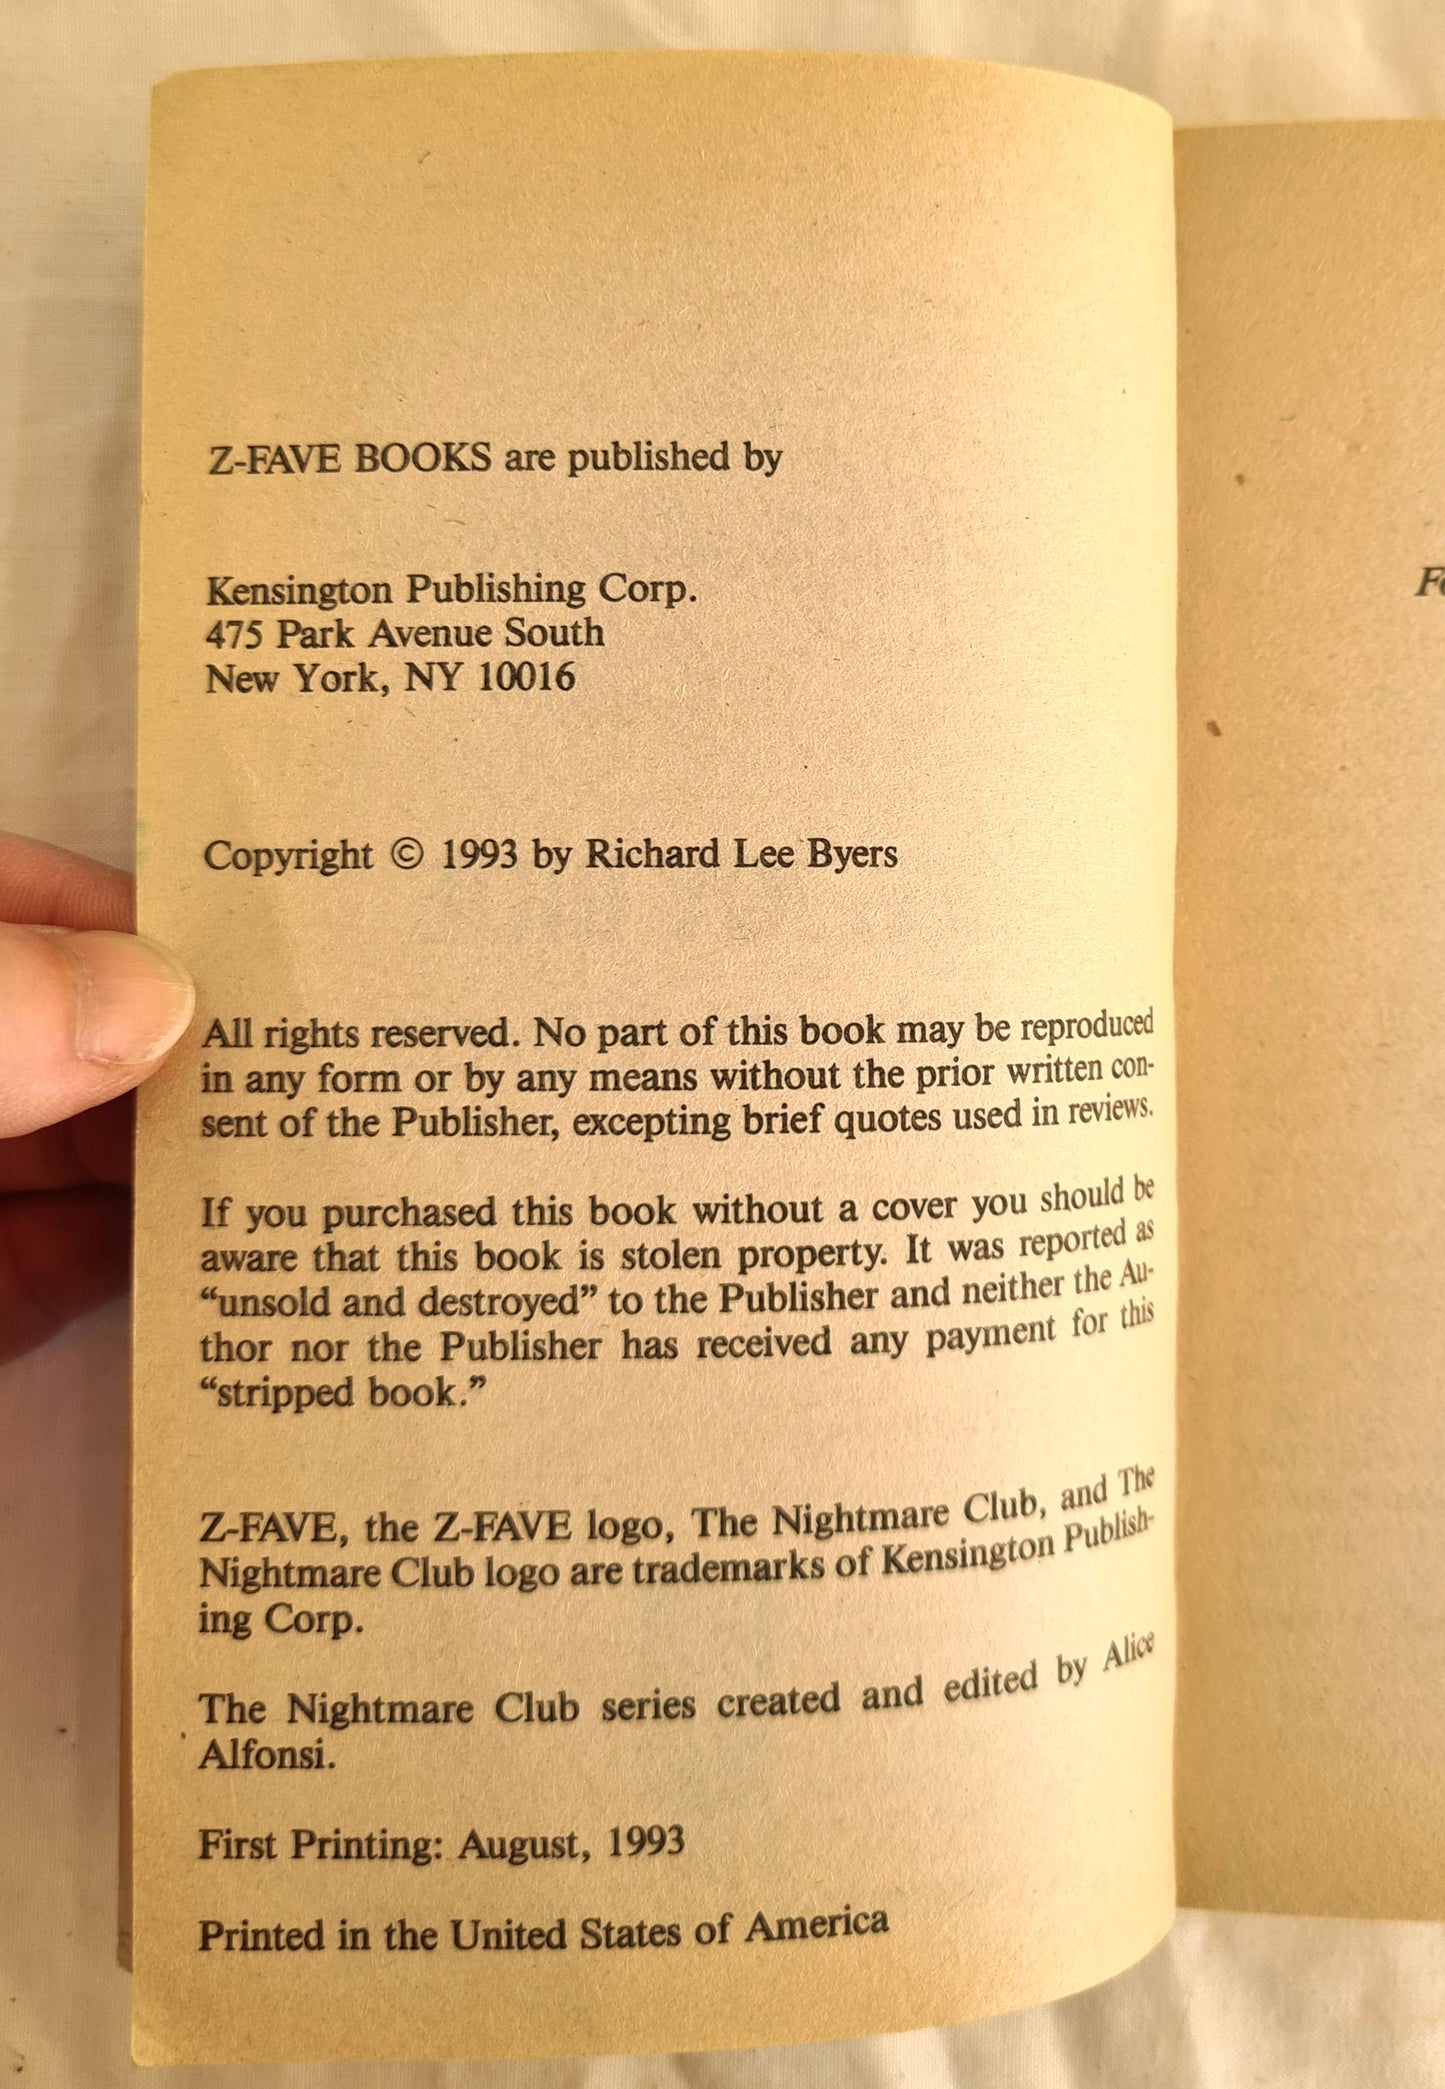 Z-FAVE BOOKS are published by
Kensington Publishing Corp.
475 Park Avenue South
New York, NY 10016
Copyright © 1993 by Richard Lee Byers
All rights reserved. No part of this book may be reproduced
in any form or by any means without the prior written con-
sent of the Publisher, excepting brief quotes used in reviews.
If you purchased this book without a cover you should be
aware that this book is stolen property. It was reported as
“unsold and destroyed” to the Publisher and neither the Au-
thor nor the Publisher has received any payment for this
“stripped book.”
Z-FAVE, the Z-FAVE logo, The Nightmare Club, and The
Nightmare Club logo are trademarks of Kensington Publish-
ing Corp.
The Nightmare Club series created and edited by Alice
Alfonsi.
First Printing: August, 1993
Printed in the United States of America